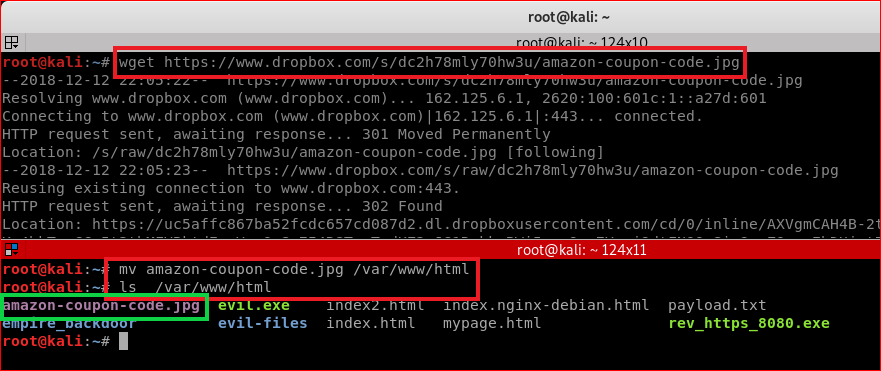 root@kali: ~
root@kali: ~ 124x10
root@kali:~# wget https://www.dropbox.com/s/dc2h78mly70hw3u/amazon-coupon-code.jpg
--2018-12-12 22:05:22-- https://www.dropbox.com/s/dc2h78mly70hw3u/amazon-coupon-code.jpg
Resolving www.dropbox.com (www.dropbox.com)... 162.125.6.1, 2620:100:601c:1::a27d:601
Connecting to www.dropbox.com (www.dropbox.com)|162.125.6.1|:443... connected.
HTTP request sent, awaiting response... 301 Moved Permanently
Location: /s/raw/dc2h78mly70hw3u/amazon-coupon-code.jpg [following]
--2018-12-12 22:05:23-- https://www.dropbox.com/s/raw/dc2h78mly70hw3u/amazon-coupon-code.jpg
Reusing existing connection to www.dropbox.com:443.
HTTP request sent, awaiting response... 302 Found
Location: https://uc5affc867ba52fcdc657cd087d2.dl.dropboxusercontent.com/cd/0/inline/AXVgmCAH4B-2t
root@kali: ~ 124x11
root@kali:~# mv amazon-coupon-code.jpg /var/www/html
root@kali:~# ls /var/www/html
amazon-coupon-code.jpg evil.exe index2.html index.nginx-debian.html payload.txt
empire_backdoor evil-files index.html mypage.html rev_https_8080.exe
root@kali:~#